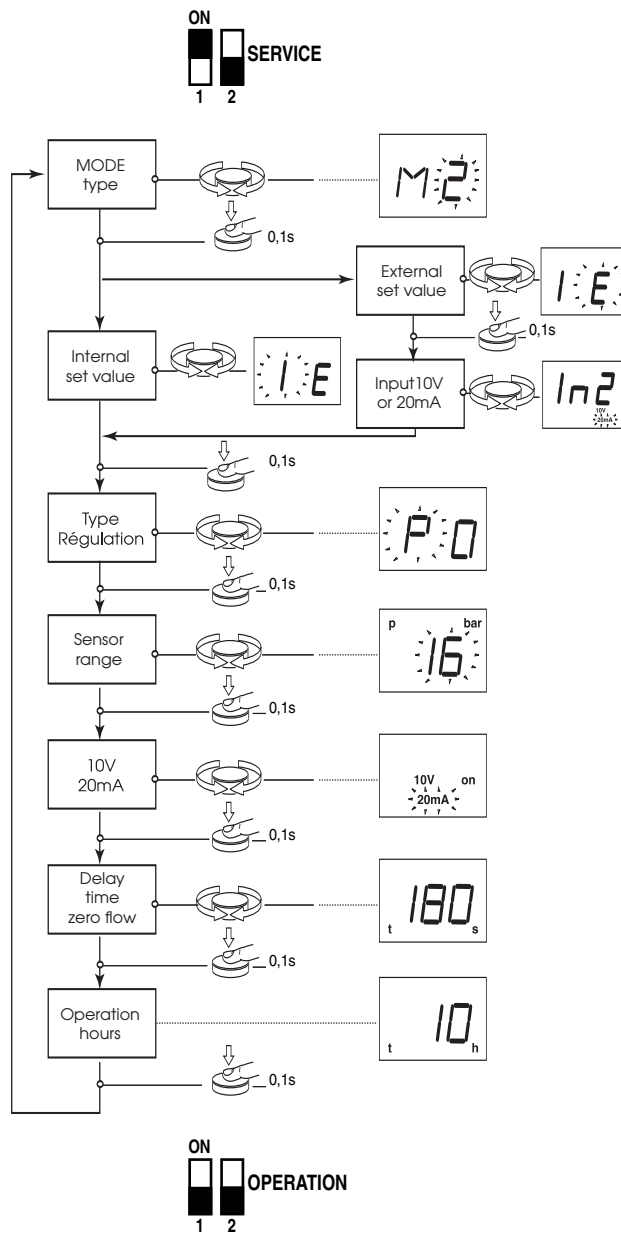 ON
SERVICE
1 2
MODE
type
M2
0,1s
External
set value
I E
0,1s
Internal
set value
I E
Input10V
or 20mA
In2
10V
20mA
0,1s
Type
Régulation
P 0
0,1s
Sensor
range
p bar
16
0,1s
10V
20mA
10V on
20mA
0,1s
Delay
time
zero flow
180
t s
0,1s
Operation
hours
10
t h
0,1s
ON
OPERATION
1 2